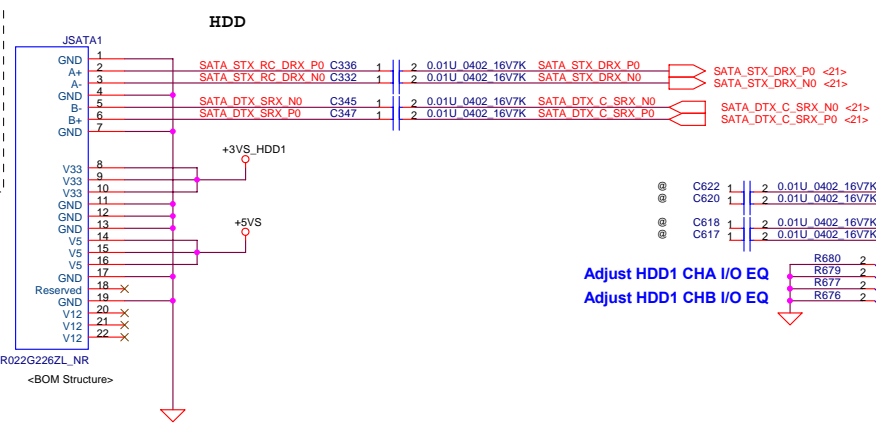 HDD
JSATA1
GND 1
A+ 2 SATA_STX_RC_DRX_P0 C336 1 2 0.01U_0402_16V7K SATA_STX_DRX_P0 SATA_STX_DRX_P0 <21>
A- 3 SATA_STX_RC_DRX_N0 C332 1 2 0.01U_0402_16V7K SATA_STX_DRX_N0 SATA_STX_DRX_N0 <21>
GND 4
B- 5 SATA_DTX_SRX_N0 C345 1 2 0.01U_0402_16V7K SATA_DTX_C_SRX_N0 SATA_DTX_C_SRX_N0 <21>
B+ 6 SATA_DTX_SRX_P0 C347 1 2 0.01U_0402_16V7K SATA_DTX_C_SRX_P0 SATA_DTX_C_SRX_P0 <21>
GND 7
+3VS_HDD1
V33 8
V33 9
V33 10
GND 11
GND 12
GND 13
+5VS
V5 14
V5 15
V5 16
GND 17
Reserved 18
GND 19
V12 20
V12 21
V12 22
R022G226ZL_NR
<BOM Structure>
@ C622 1 2 0.01U_0402_16V7K
@ C620 1 2 0.01U_0402_16V7K
@ C618 1 2 0.01U_0402_16V7K
@ C617 1 2 0.01U_0402_16V7K
R680 2
Adjust HDD1 CHA I/O EQ R679 2
R677 2
Adjust HDD1 CHB I/O EQ R676 2